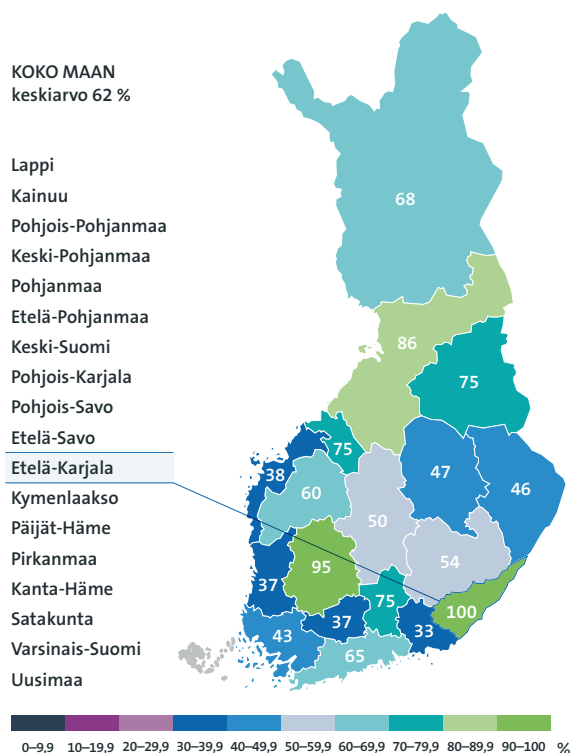 KOKO MAAN
keskiarvo 62 %
Lappi
Kainuu
Pohjois-Pohjanmaa
Keski-Pohjanmaa
Pohjanmaa
Etelä-Pohjanmaa
Keski-Suomi
Pohjois-Karjala
Pohjois-Savo
Etelä-Savo
Etelä-Karjala
Kymenlaakso
Päijät-Häme
Pirkanmaa
Kanta-Häme
Satakunta
Varsinais-Suomi
Uusimaa
68
86
75
75
38
47
46
60
50
54
95
37
75
100
37
33
43
65
0–9,9 10–19,9 20–29,9 30–39,9 40–49,9 50–59,9 60–69,9 70–79,9 80–89,9 90–100 %